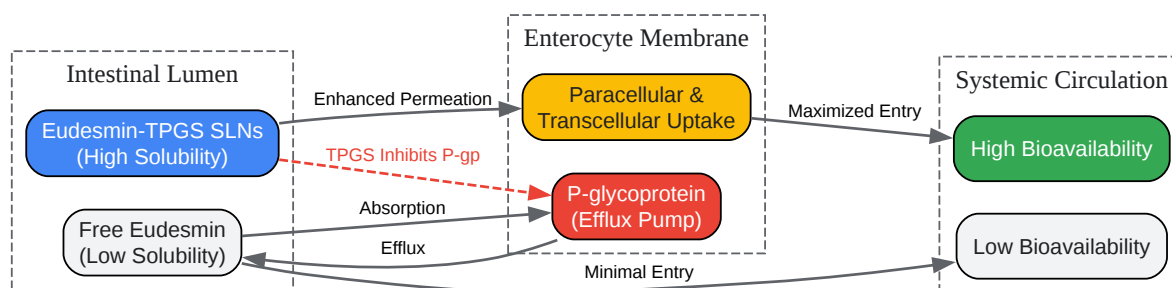 Intestinal Lumen
Enterocyte Membrane
Systemic Circulation
Eudesmin-TPGS SLNs
(High Solubility)
Enhanced Permeation
Paracellular &
Transcellular Uptake
Maximized Entry
High Bioavailability
TPGS Inhibits P-gp
P-glycoprotein
(Efflux Pump)
Free Eudesmin
(Low Solubility)
Absorption
Efflux
Minimal Entry
Low Bioavailability